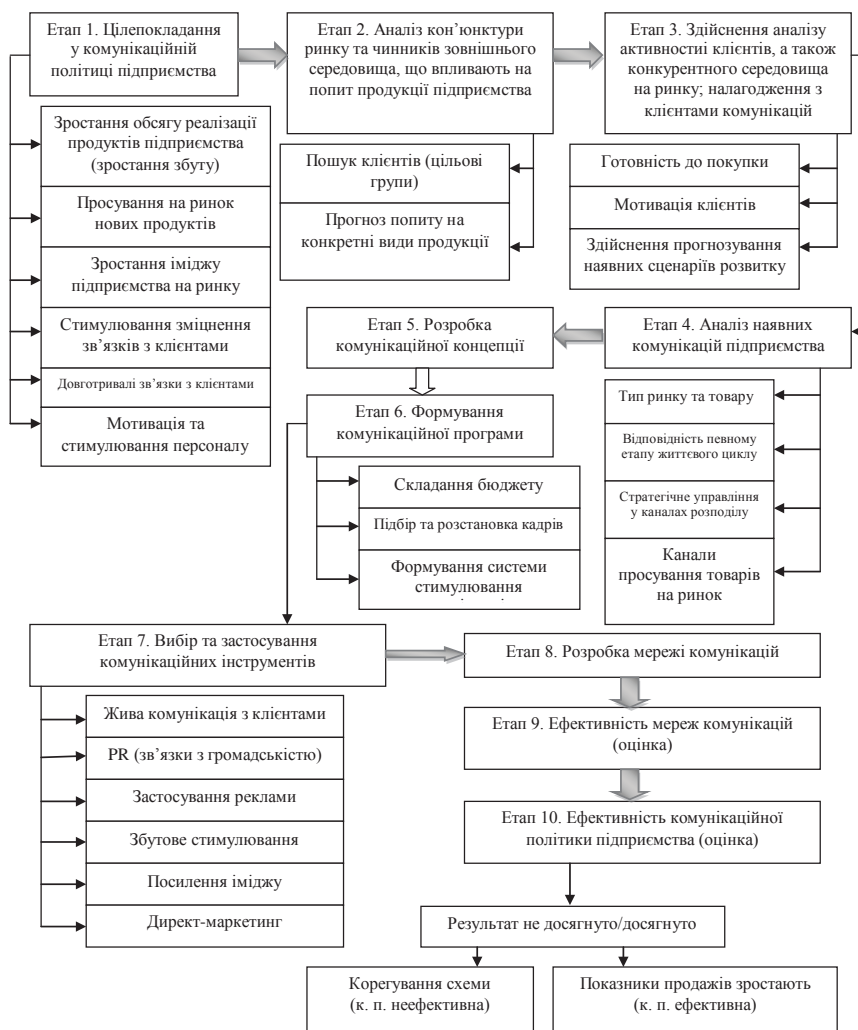 Етап 1. Цілепокладання
у комунікаційній
політиці підприємства
Етап 2. Аналіз кон’юнктури
ринку та чинників зовнішнього
середовища, що впливають на
попит продукції підприємства
Етап 3. Здійснення аналізу
активностиі клієнтів, а також
конкурентного середовища
на ринку; налагодження з
клієнтами комунікацій
Зростання обсягу реалізації
продуктів підприємства
(зростання збуту)
Просування на ринок
нових продуктів
Зростання іміджу
підприємства на ринку
Стимулювання зміцнення
зв’язків з клієнтами
Довготривалі зв’язки з клієнтами
Мотивація та
стимулювання персоналу
Пошук клієнтів (цільові
групи)
Прогноз попиту на
конкретні види продукції
Готовність до покупки
Мотивація клієнтів
Здійснення прогнозування
наявних сценаріїв розвитку
Етап 5. Розробка
комунікаційної концепції
Етап 4. Аналіз наявних
комунікацій підприємства
Етап 6. Формування
комунікаційної програми
Складання бюджету
Підбір та розстановка кадрів
Формування системи
стимулювання
Тип ринку та товару
Відповідність певному
етапу життєвого циклу
Стратегічне управління
у каналах розподілу
Канали
просування товарів
на ринок
Етап 7. Вибір та застосування
комунікаційних інструментів
Жива комунікація з клієнтами
PR (зв’язки з громадськістю)
Застосування реклами
Збутове стимулювання
Посилення іміджу
Директ-маркетинг
Етап 8. Розробка мережі комунікацій
Етап 9. Ефективність мереж комунікацій
(оцінка)
Етап 10. Ефективність комунікаційної
політики підприємства (оцінка)
Результат не досягнуто/досягнуто
Корегування схеми
(к. п. неефективна)
Показники продажів зростають
(к. п. ефективна)